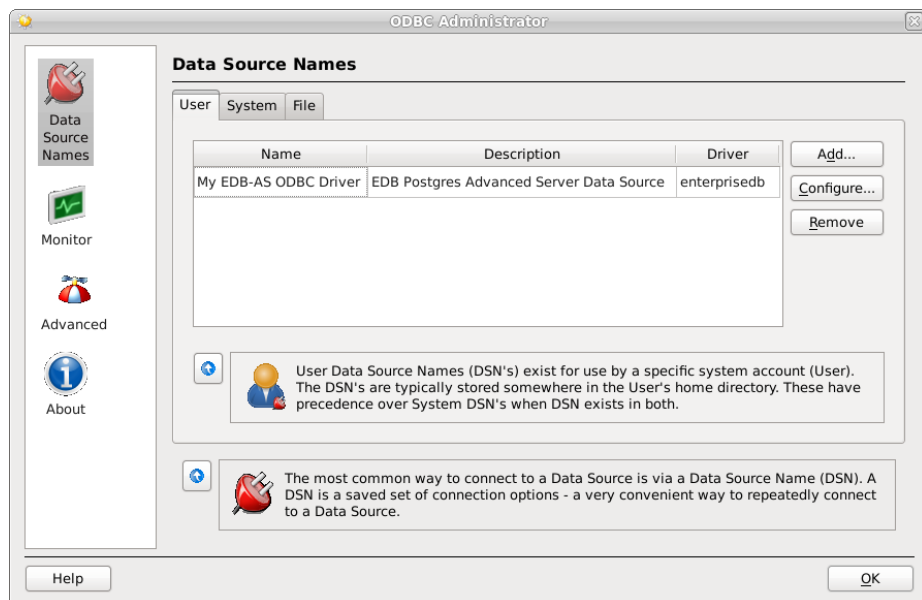 ODBC Administrator
Data
Source
Names
Monitor
Advanced
About
Data Source Names
User System File
Name Description Driver
My EDB-AS ODBC Driver EDB Postgres Advanced Server Data Source enterprisedb
Add...
Configure...
Remove
User Data Source Names (DSN's) exist for use by a specific system account (User).
The DSN's are typically stored somewhere in the User's home directory. These have
precedence over System DSN's when DSN exists in both.
The most common way to connect to a Data Source is via a Data Source Name (DSN). A
DSN is a saved set of connection options - a very convenient way to repeatedly connect
to a Data Source.
Help
OK